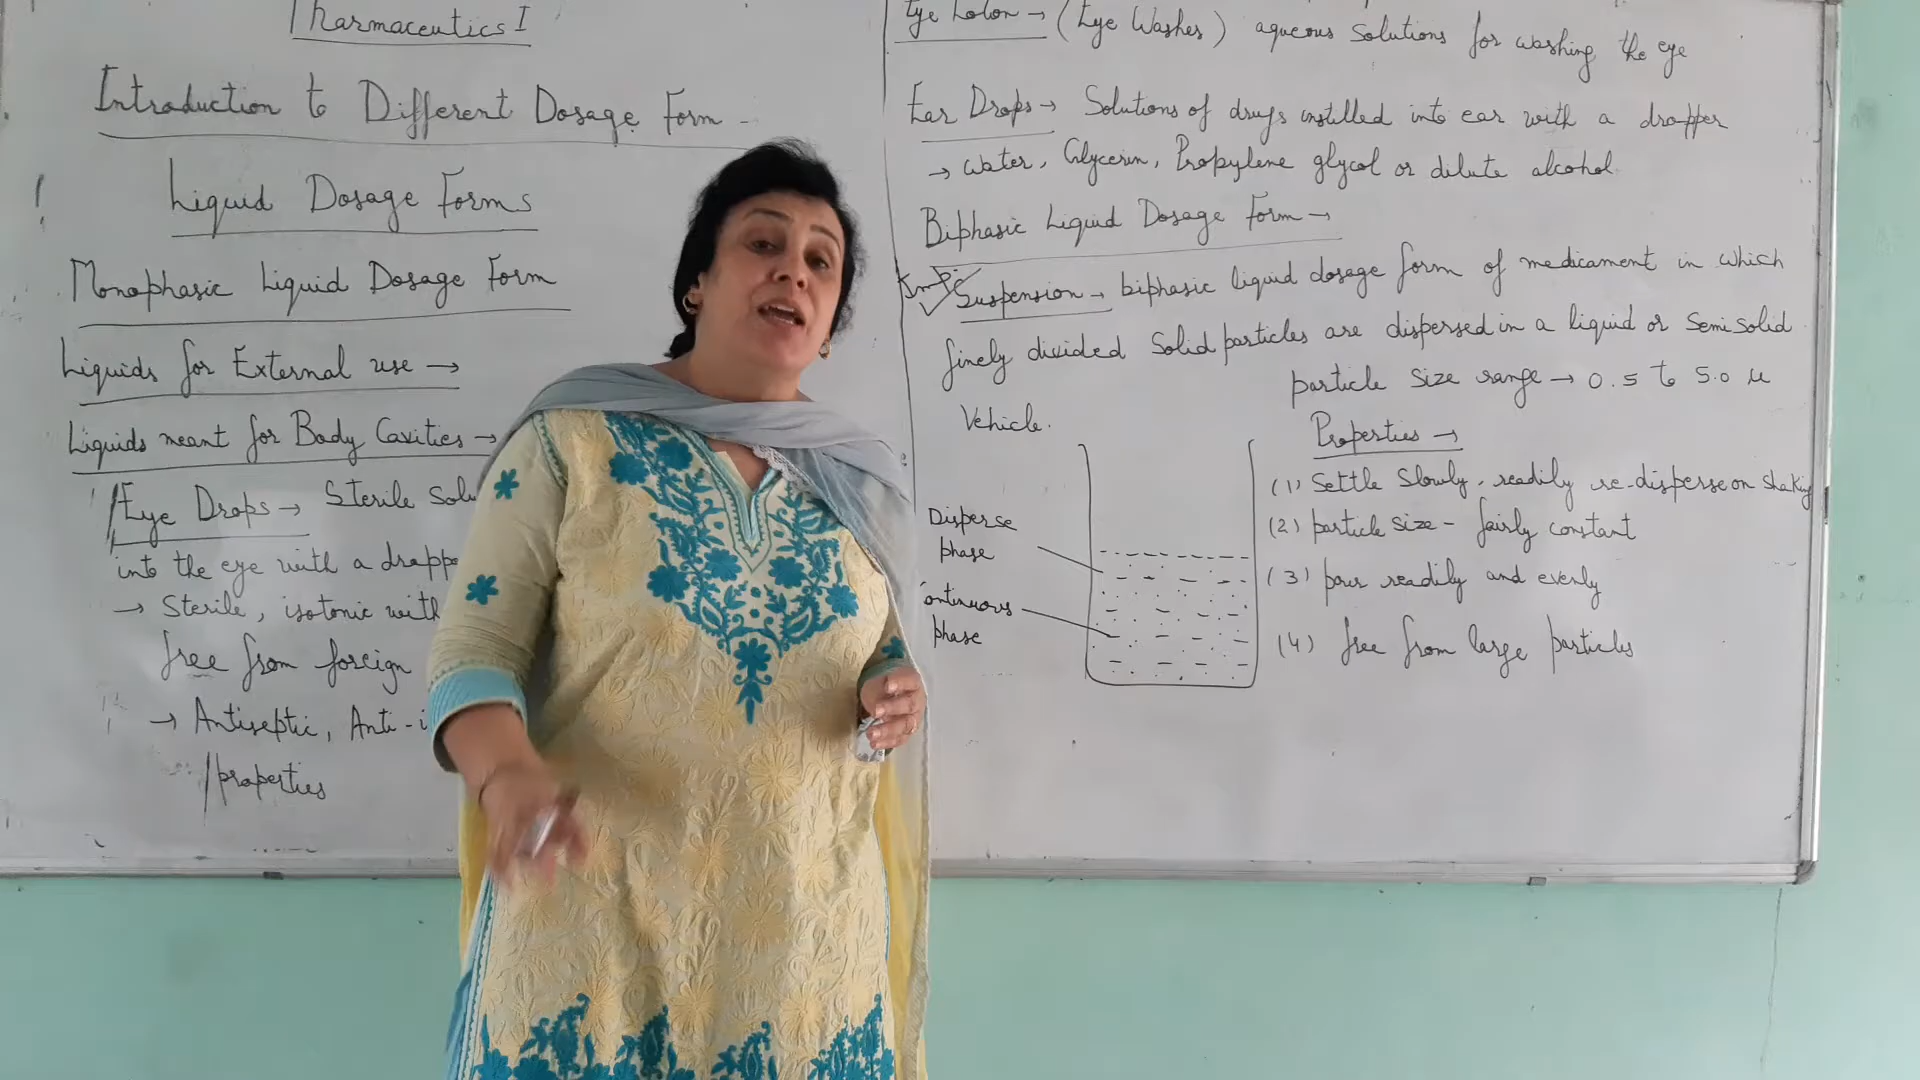 Pharmaceutics I
Introduction to Different Dosage Form -
Liquid Dosage Forms
Monophasic Liquid Dosage Form
Liquids for External use →
Liquids meant for Body Cavities →
Eye Drops → Sterile Solu
into the eye with a droppe
→ Sterile, isotonic with
free from foreign
→ Antiseptic, Anti-i
properties
Eye Lotion → (Eye Washes) aqueous solutions for washing the eye
Ear Drops → Solutions of drugs instilled into ear with a dropper
→ water, Glycerin, Propylene glycol or dilute alcohol
Biphasic Liquid Dosage Form →
Suspension → biphasic liquid dosage form of medicament in which
finely divided Solid particles are dispersed in a liquid or Semisolid
Vehicle.
particle size range → 0.5 to 5.0 μ
Properties →
(1) Settle Slowly, readily re-disperse on shaking
(2) particle size - fairly constant
(3) pour readily and evenly
(4) free from large particles
Disperse
phase
ontinuous
phase